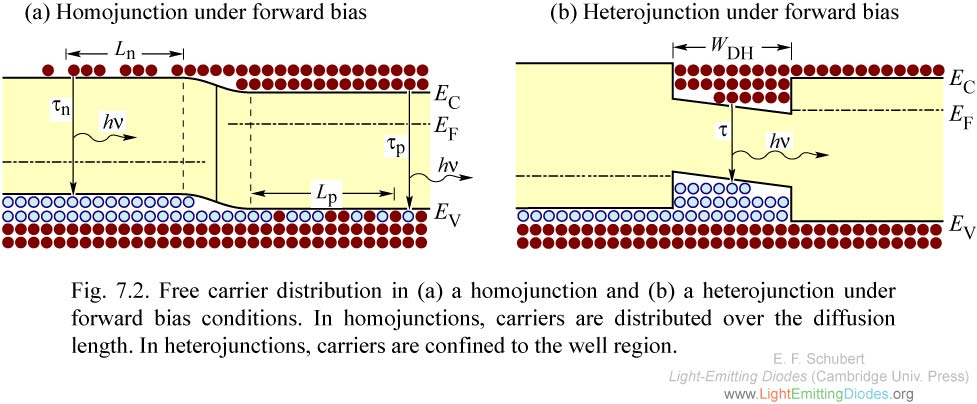 (a) Homojunction under forward bias
(b) Heterojunction under forward bias
Ln
EC
τn
hν
EF
τp
hν
Lp
EV
WDH
EC
EF
τ
hν
EV
Fig. 7.2. Free carrier distribution in (a) a homojunction and (b) a heterojunction under
forward bias conditions. In homojunctions, carriers are distributed over the diffusion
length. In heterojunctions, carriers are confined to the well region.
E. F. Schubert
Light-Emitting Diodes (Cambridge Univ. Press)
www.LightEmittingDiodes.org